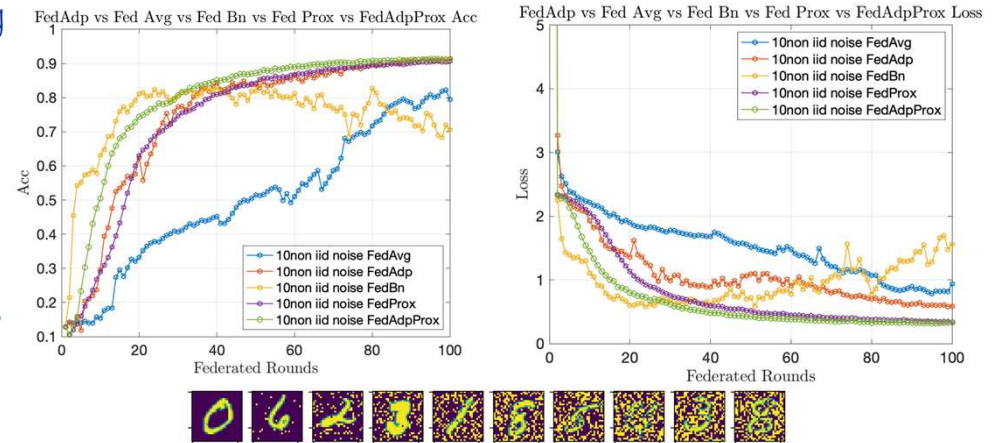 FedAdp vs Fed Avg vs Fed Bn vs Fed Prox vs FedAdpProx Acc
1
0.9
0.8
0.7
0.6
0.5
0.4
0.3
0.2
0.1
Acc
10non iid noise FedAvg
10non iid noise FedAdp
10non iid noise FedBn
10non iid noise FedProx
10non iid noise FedAdpProx
0 20 40 60 80 100
Federated Rounds
FedAdp vs Fed Avg vs Fed Bn vs Fed Prox vs FedAdpProx Loss
5
4
3
2
1
0
Loss
10non iid noise FedAvg
10non iid noise FedAdp
10non iid noise FedBn
10non iid noise FedProx
10non iid noise FedAdpProx
0 20 40 60 80 100
Federated Rounds
0 6